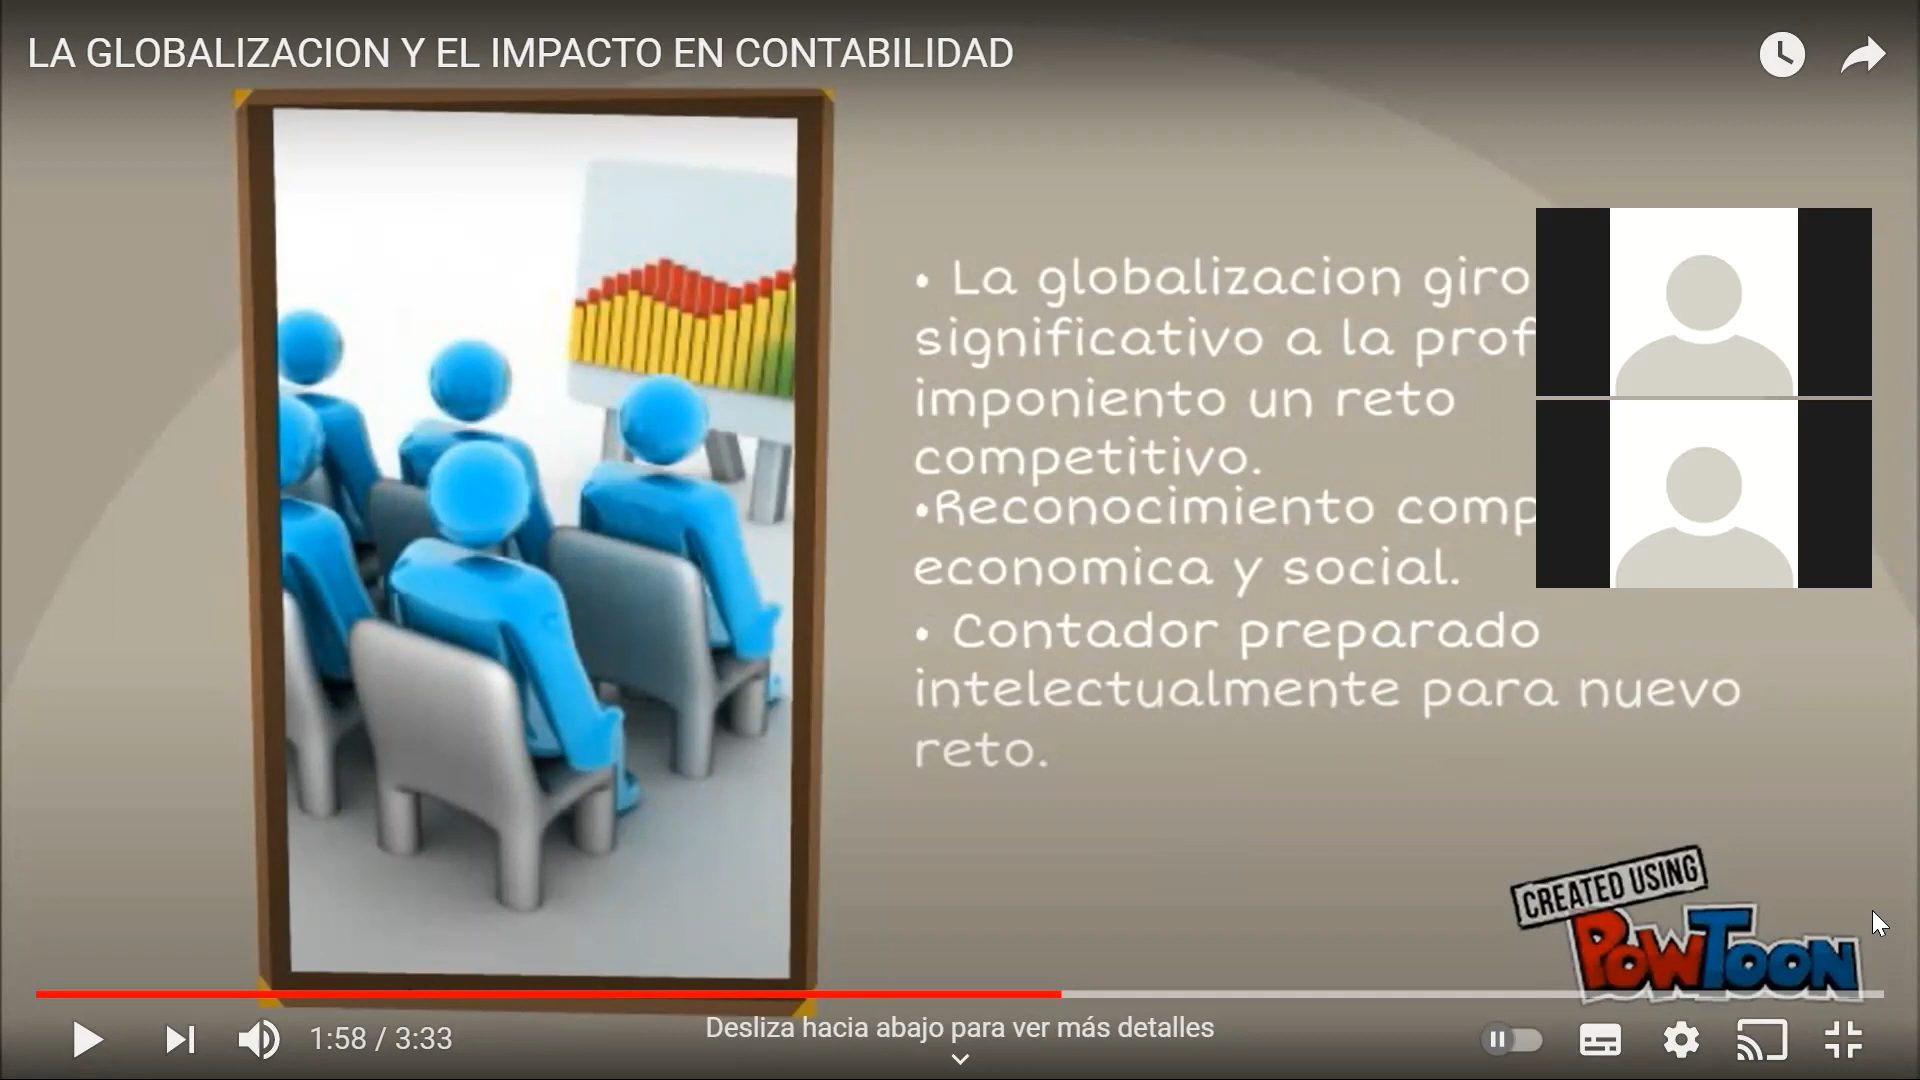 LA GLOBALIZACION Y EL IMPACTO EN CONTABILIDAD
• La globalizacion giro
significativo a la
imponiento un reto
competitivo.
•Reconocimiento
economica y social.
• Contador preparado
intelectualmente para nuevo
reto.
CREATED USING
POWTOON
1:58 / 3:33
Desliza hacia abajo para ver más detalles